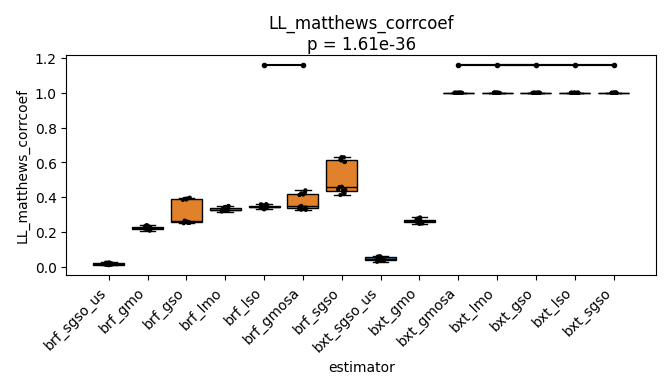 LL_matthews_corrcoef
p = 1.61e-36
LL_matthews_corrcoef
1.2
1.0
0.8
0.6
0.4
0.2
0.0
brf_sgso_us
brf_gmo
brf_gso
brf_lmo
brf_lso
brf_gmosa
brf_sgso
bxt_sgso_us
bxt_gmo
bxt_gmosa
bxt_lmo
bxt_gso
bxt_lso
bxt_sgso
estimator